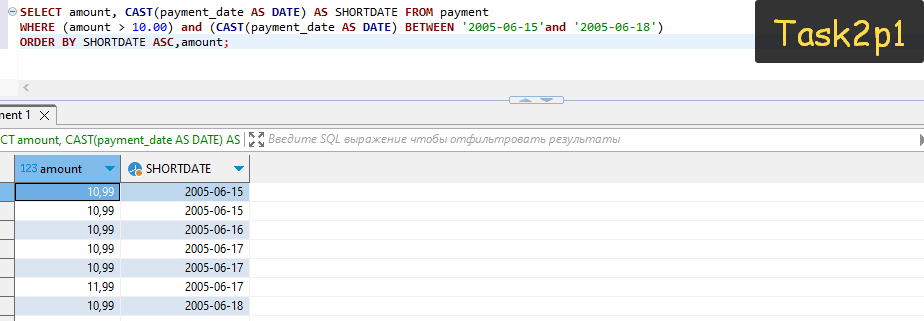 SELECT amount, CAST(payment_date AS DATE) AS SHORTDATE FROM payment
WHERE (amount > 10.00) and (CAST(payment_date AS DATE) BETWEEN '2005-06-15'and '2005-06-18')
ORDER BY SHORTDATE ASC,amount;
Task2p1
nent 1
CT amount, CAST(payment_date AS DATE) AS
Введите SQL выражение чтобы отфильтровать результаты
123 amount SHORTDATE
10,99 2005-06-15
10,99 2005-06-15
10,99 2005-06-16
10,99 2005-06-17
10,99 2005-06-17
11,99 2005-06-17
10,99 2005-06-18